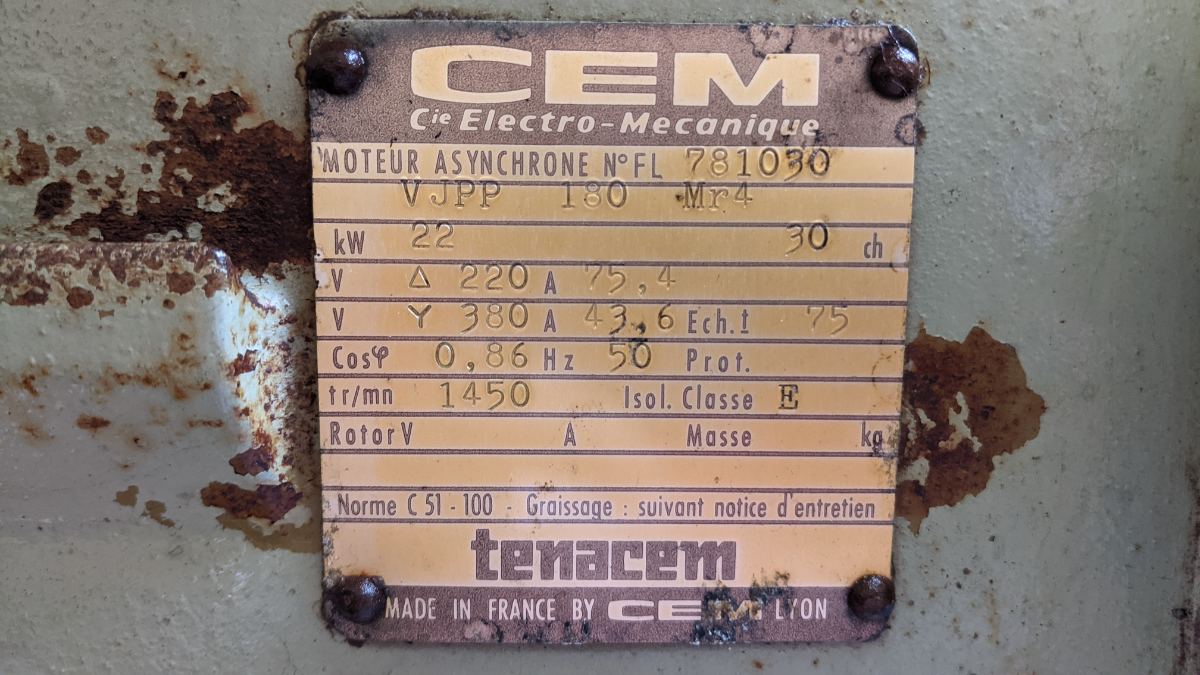 CEM
Cie Electro-Mecanique
MOTEUR ASYNCHRONE N° FL 781030
VJPP 180 Mr4
kW 22 30 ch
V Δ 220 A 75,4
V Y 380 A 43,6 Ech.t 75
Cosφ 0,86 Hz 50 Prot.
tr/mn 1450 Isol. Classe E
Rotor V A Masse kg
Norme C 51 - 100 - Graissage : suivant notice d'entretien
tenacem
MADE IN FRANCE BY CEM LYON